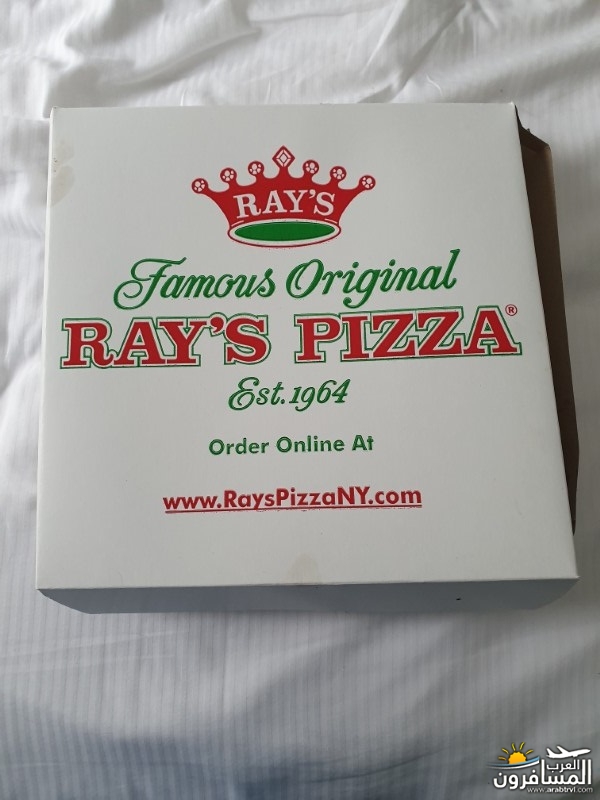 RAY'S
Famous Original
RAY'S PIZZA®
Est. 1964
Order Online At
www.RaysPizzaNY.com
العرب
المسافرون
www.arabtrvl.com